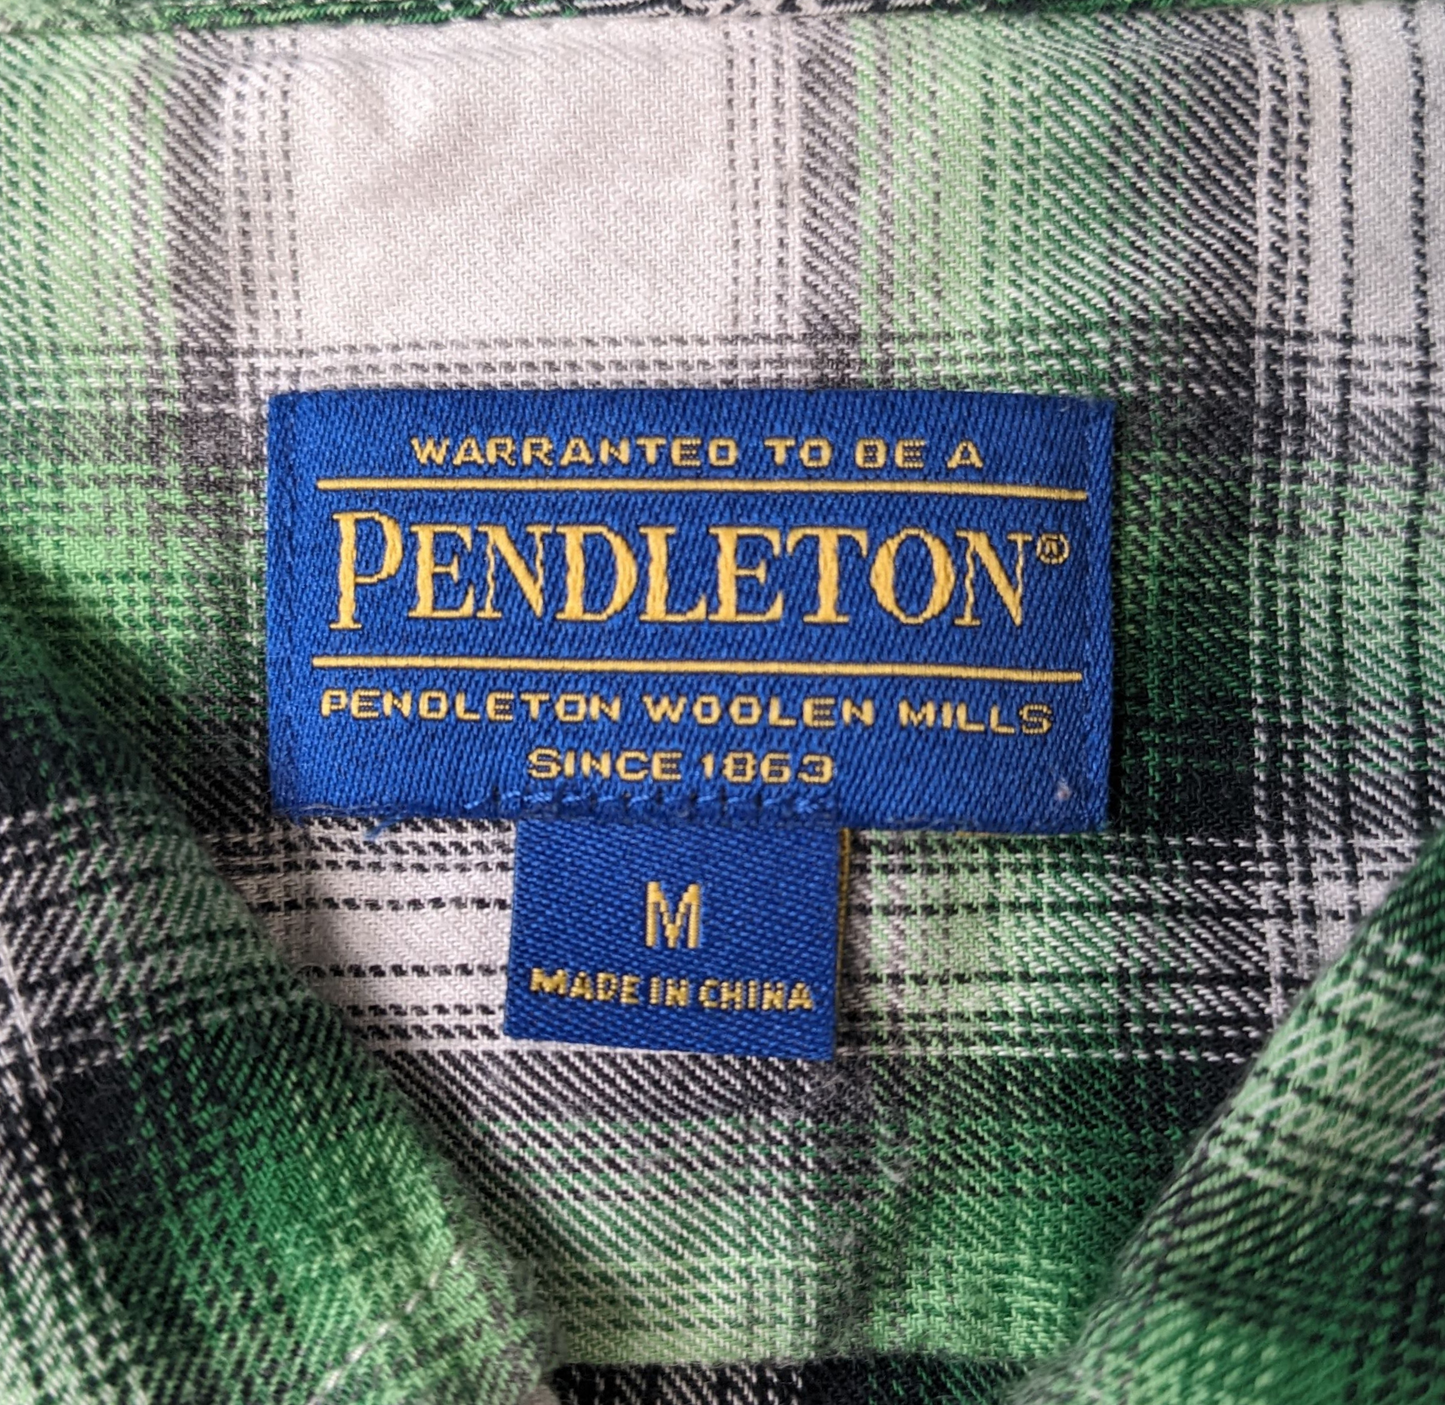 WARRANTED TO BE A
PENDLETON®
PENDLETON WOOLEN MILLS
SINCE 1863
M
MADE IN CHINA